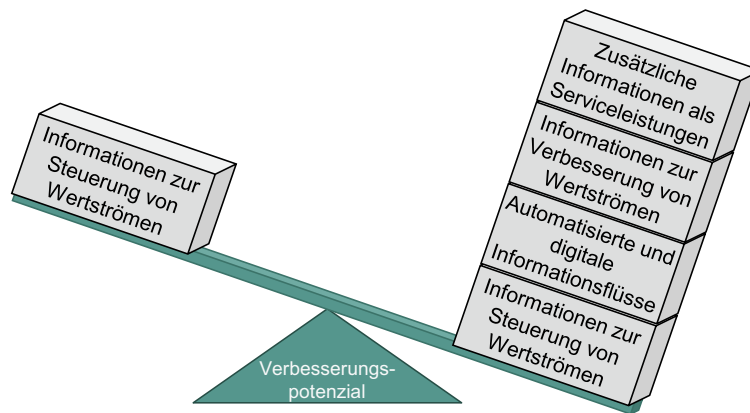 Informationen zur
Steuerung von
Wertströmen
Zusätzliche
Informationen als
Serviceleistungen
Informationen zur
Verbesserung von
Wertströmen
Automatisierte und
digitale
Informationsflüsse
Informationen zur
Steuerung von
Wertströmen
Verbesserungs-
potenzial